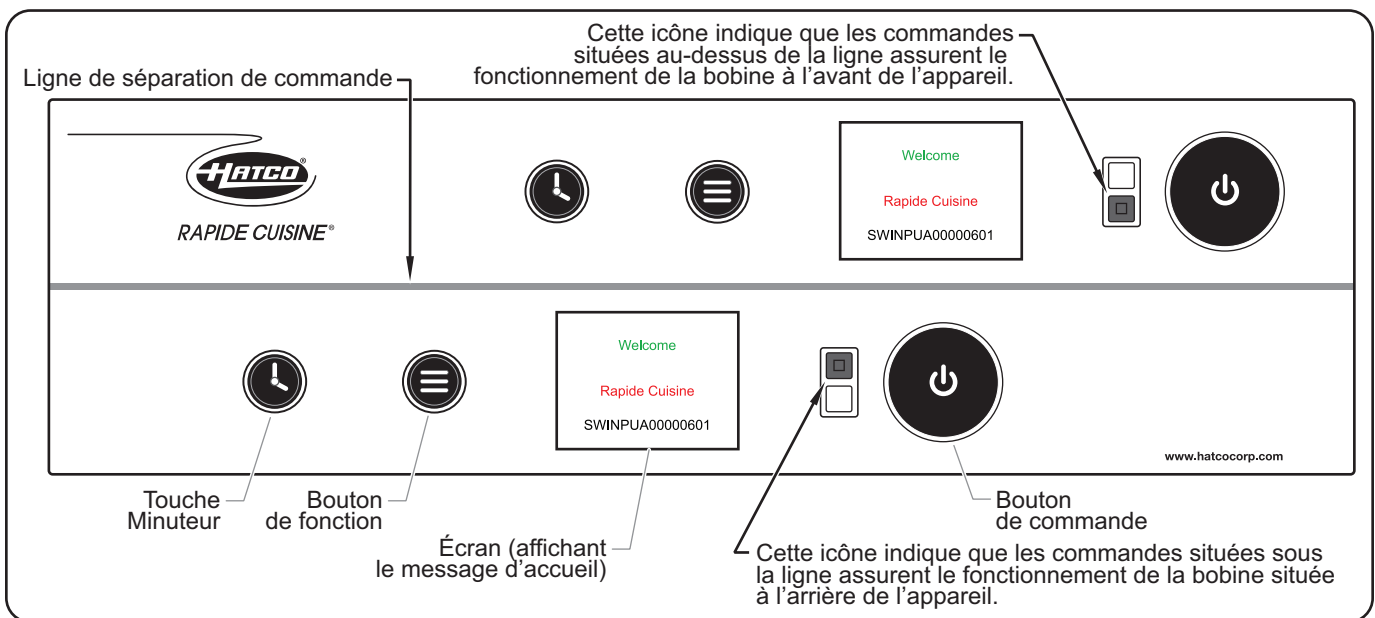 Cette icône indique que les commandes
situées au-dessus de la ligne assurent le
fonctionnement de la bobine à l'avant de l'appareil.
Ligne de séparation de commande
HATCO®
RAPIDE CUISINE®
Welcome
Rapide Cuisine
SWINPUA00000601
Welcome
Rapide Cuisine
SWINPUA00000601
www.hatcocorp.com
Touche
Minuteur
Bouton
de fonction
Écran (affichant
le message d'accueil)
Bouton
de commande
Cette icône indique que les commandes situées sous
la ligne assurent le fonctionnement de la bobine située
à l'arrière de l'appareil.